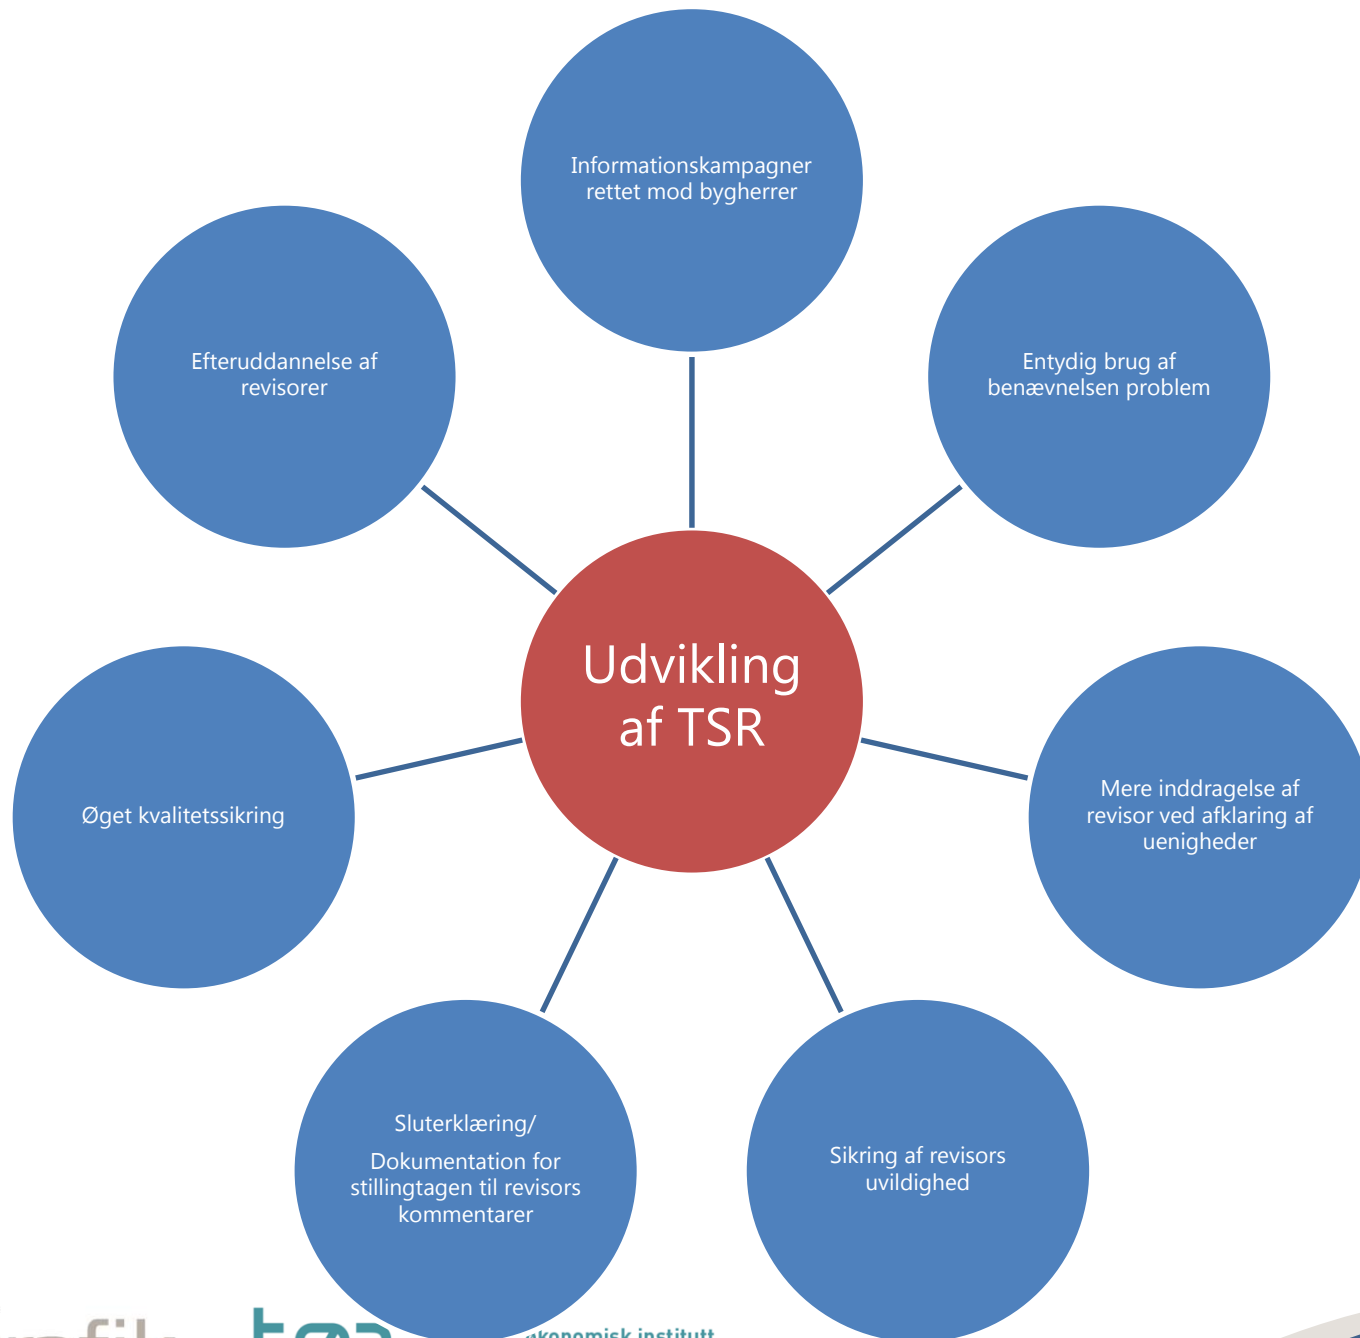 Informationskampagner
rettet mod bygherrer
Efteruddannelse af
revisorer
Entydig brug af
benævnelsen problem
Udvikling
af TSR
Øget kvalitetssikring
Mere inddragelse af
revisor ved afklaring af
uenigheder
Sluterklæring/
Dokumentation for
stillingtagen til revisors
kommentarer
Sikring af revisors
uvildighed
institutt